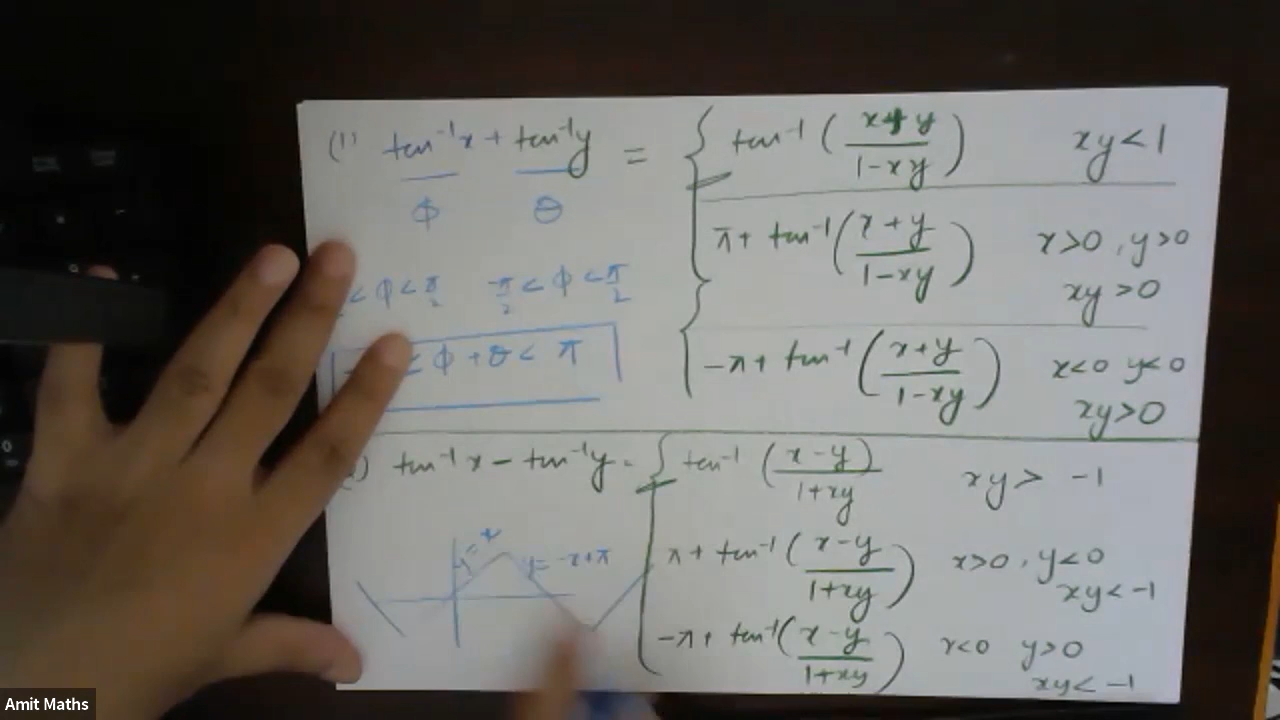 (1) tan⁻¹x + tan⁻¹y = { tan⁻¹ ( x+y / 1-xy ) xy < 1
ϕ θ
π + tan⁻¹ ( x+y / 1-xy ) x>0 , y>0
xy > 0
< ϕ < π/2 -π/2 < ϕ < π/2
< ϕ + θ < π
-π + tan⁻¹ ( x+y / 1-xy ) x<0 y<0
xy>0
) tan⁻¹x - tan⁻¹y = { tan⁻¹ ( x-y / 1+xy ) xy > -1
y = -x+π
π + tan⁻¹ ( x-y / 1+xy ) x>0 , y<0
xy < -1
-π + tan⁻¹ ( x-y / 1+xy ) x<0 y>0
xy < -1
Amit Maths